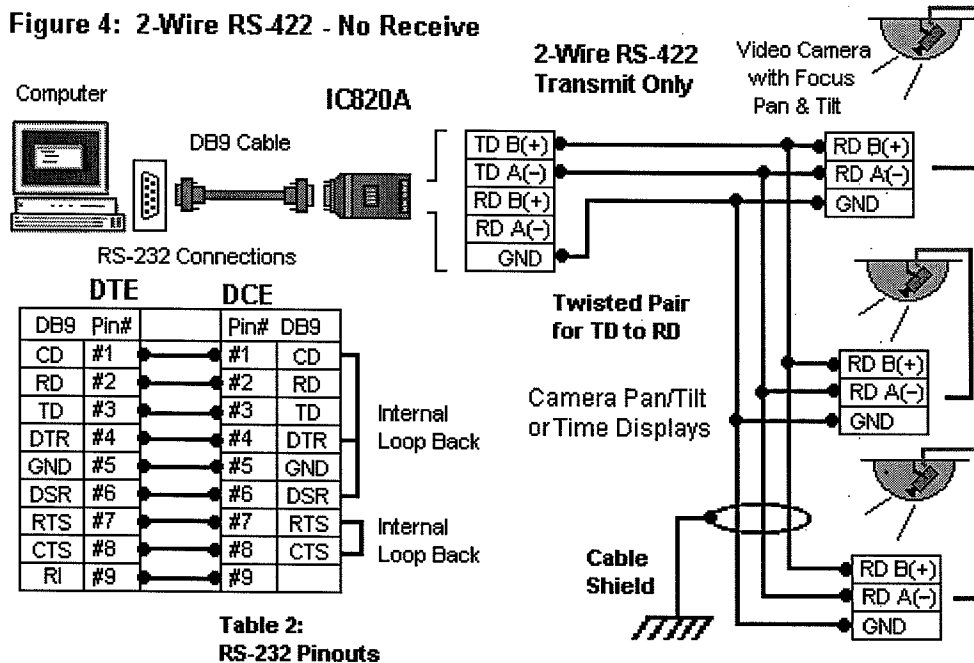 Figure 4: 2-Wire RS-422 - No Receive
2-Wire RS-422
Transmit Only
Video Camera
with Focus
Pan & Tilt
Computer
IC820A
DB9 Cable
TD B(+)
TD A(-)
RD B(+)
RD A(-)
GND
RD B(+)
RD A(-)
GND
RS-232 Connections
DTE DCE
DB9 Pin# Pin# DB9
CD #1 #1 CD
RD #2 #2 RD
TD #3 #3 TD
DTR #4 #4 DTR
GND #5 #5 GND
DSR #6 #6 DSR
RTS #7 #7 RTS
CTS #8 #8 CTS
RI #9 #9
Internal
Loop Back
Internal
Loop Back
Table 2:
RS-232 Pinouts
Twisted Pair
for TD to RD
Camera Pan/Tilt
or Time Displays
RD B(+)
RD A(-)
GND
Cable
Shield
RD B(+)
RD A(-)
GND